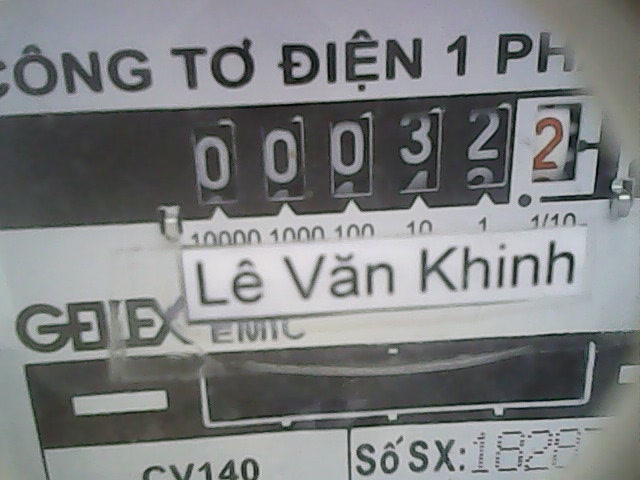 CÔNG TƠ ĐIỆN 1 PH
0 0 0 3 2 2
10000 1000 100 10 1 1/10
Lê Văn Khinh
GELEX EMIC
CV140
Số SX: 1828